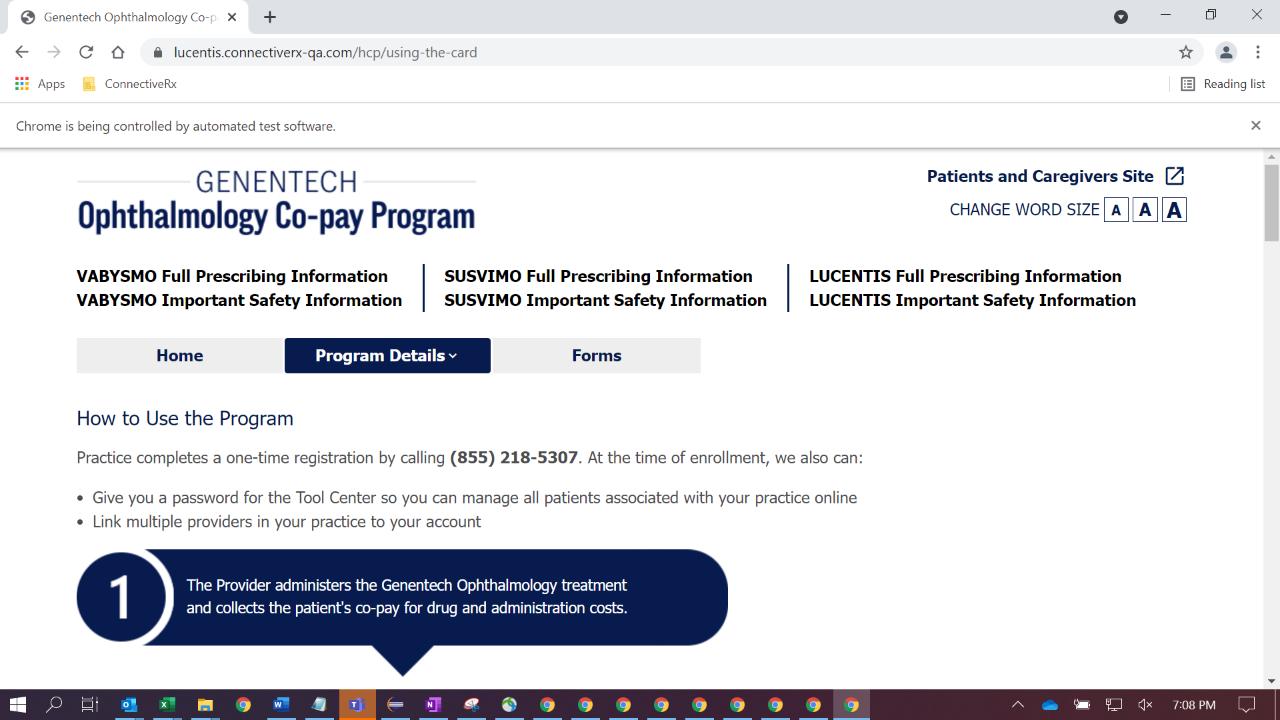 Genentech Ophthalmology Co-p
lucentis.connectiverx-qa.com/hcp/using-the-card
Apps
ConnectiveRx
Reading list
Chrome is being controlled by automated test software.
GENENTECH
Ophthalmology Co-pay Program
Patients and Caregivers Site
CHANGE WORD SIZE A A A
VABYSMO Full Prescribing Information
VABYSMO Important Safety Information
SUSVIMO Full Prescribing Information
SUSVIMO Important Safety Information
LUCENTIS Full Prescribing Information
LUCENTIS Important Safety Information
Home
Program Details
Forms
How to Use the Program
Practice completes a one-time registration by calling (855) 218-5307. At the time of enrollment, we also can:
• Give you a password for the Tool Center so you can manage all patients associated with your practice online
• Link multiple providers in your practice to your account
1
The Provider administers the Genentech Ophthalmology treatment
and collects the patient's co-pay for drug and administration costs.
7:08 PM